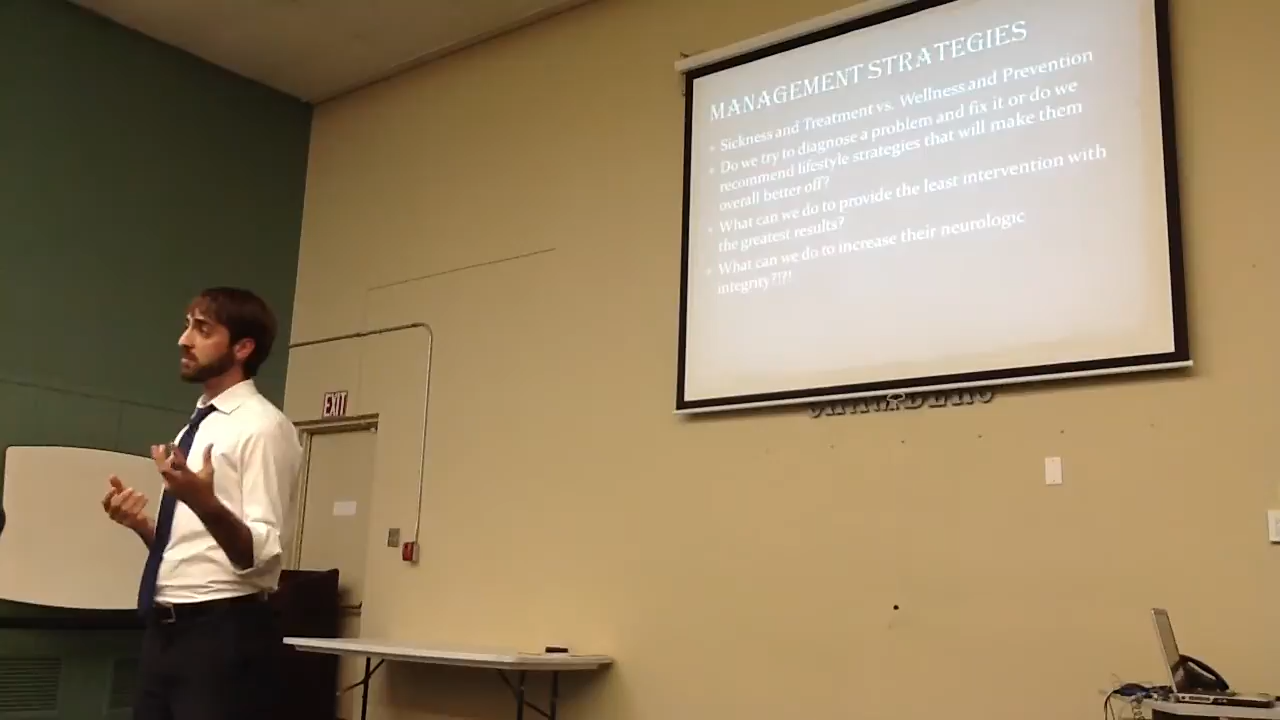 MANAGEMENT STRATEGIES
Sickness and Treatment vs. Wellness and Prevention
Do we try to diagnose a problem and fix it or do we
recommend lifestyle strategies that will make them
overall better off?
What can we do to provide the least intervention with
the greatest results?
What can we do to increase their neurologic
integrity?!?!
EXIT